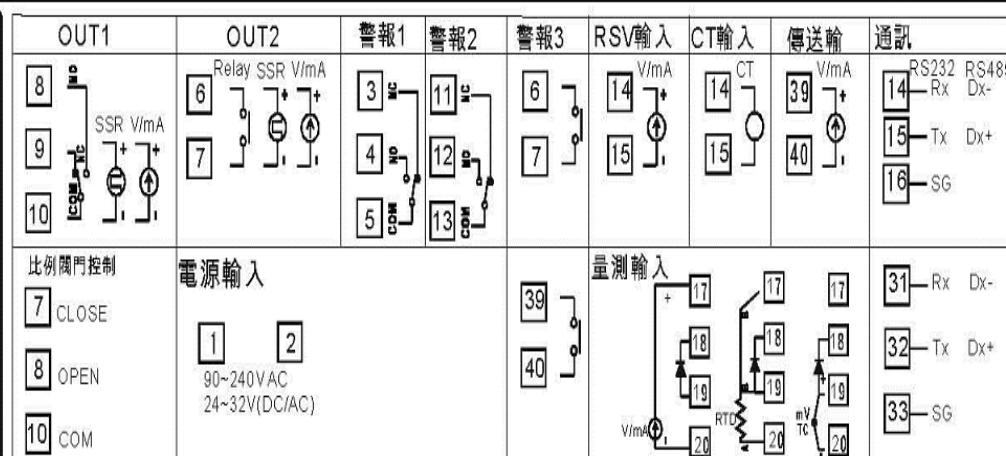 OUT1 OUT2 警報1 警報2 警報3 RSV輸入 CT輸入 傳送輸 通訊
8 NO
9 NC
10 COM
SSR V/mA
+ +
- -
Relay SSR V/mA
6 + +
7 - -
3 NC
4 NO
5 COM
11 NC
12 NO
13 COM
6
7
V/mA
14 +
15 -
CT
14
15
V/mA
39 +
40 -
RS232 RS485
14 Rx Dx-
15 Tx Dx+
16 SG
比例閥門控制
7 CLOSE
8 OPEN
10 COM
電源輸入
1 2
90~240VAC
24~32V(DC/AC)
39
40
量測輸入
+ 17
18
19
V/mA - 20
17
18
B 19
RTD
A 20
17
18
+ 19
mV
TC
- 20
31 Rx Dx-
32 Tx Dx+
33 SG